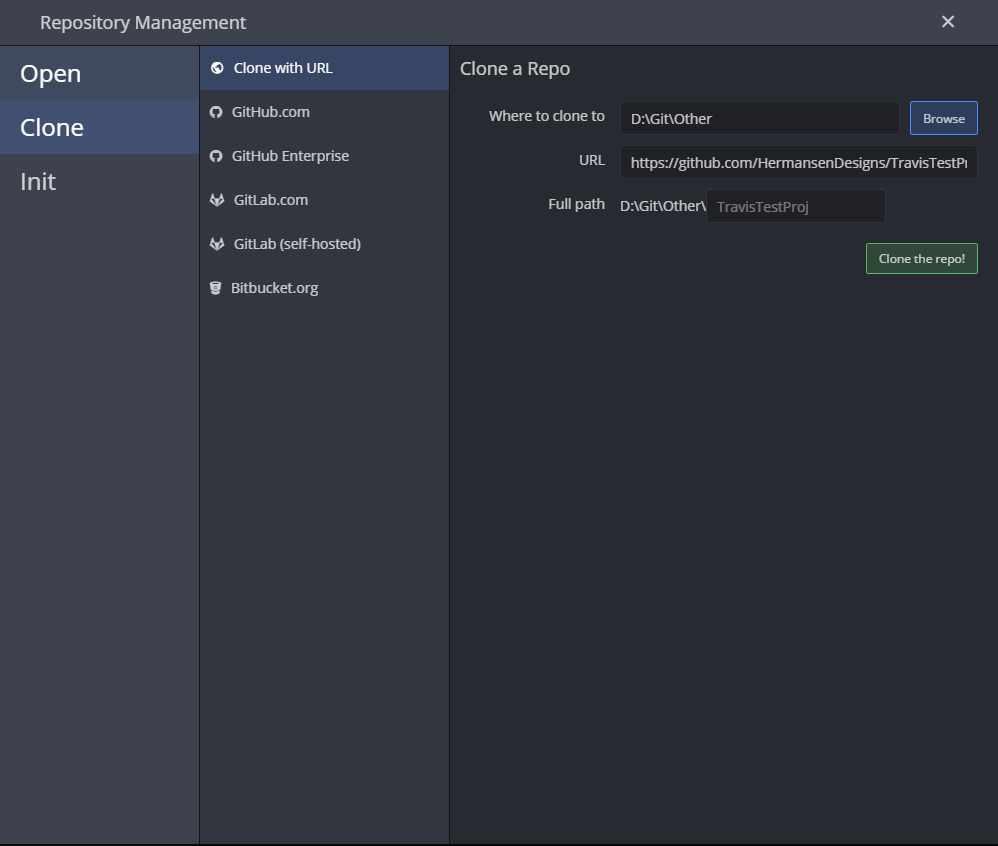 Repository Management
Open
Clone
Init
Clone with URL
GitHub.com
GitHub Enterprise
GitLab.com
GitLab (self-hosted)
Bitbucket.org
Clone a Repo
Where to clone to D:\Git\Other Browse
URL https://github.com/HermansenDesigns/TravisTestPr
Full path D:\Git\Other\ TravisTestProj
Clone the repo!